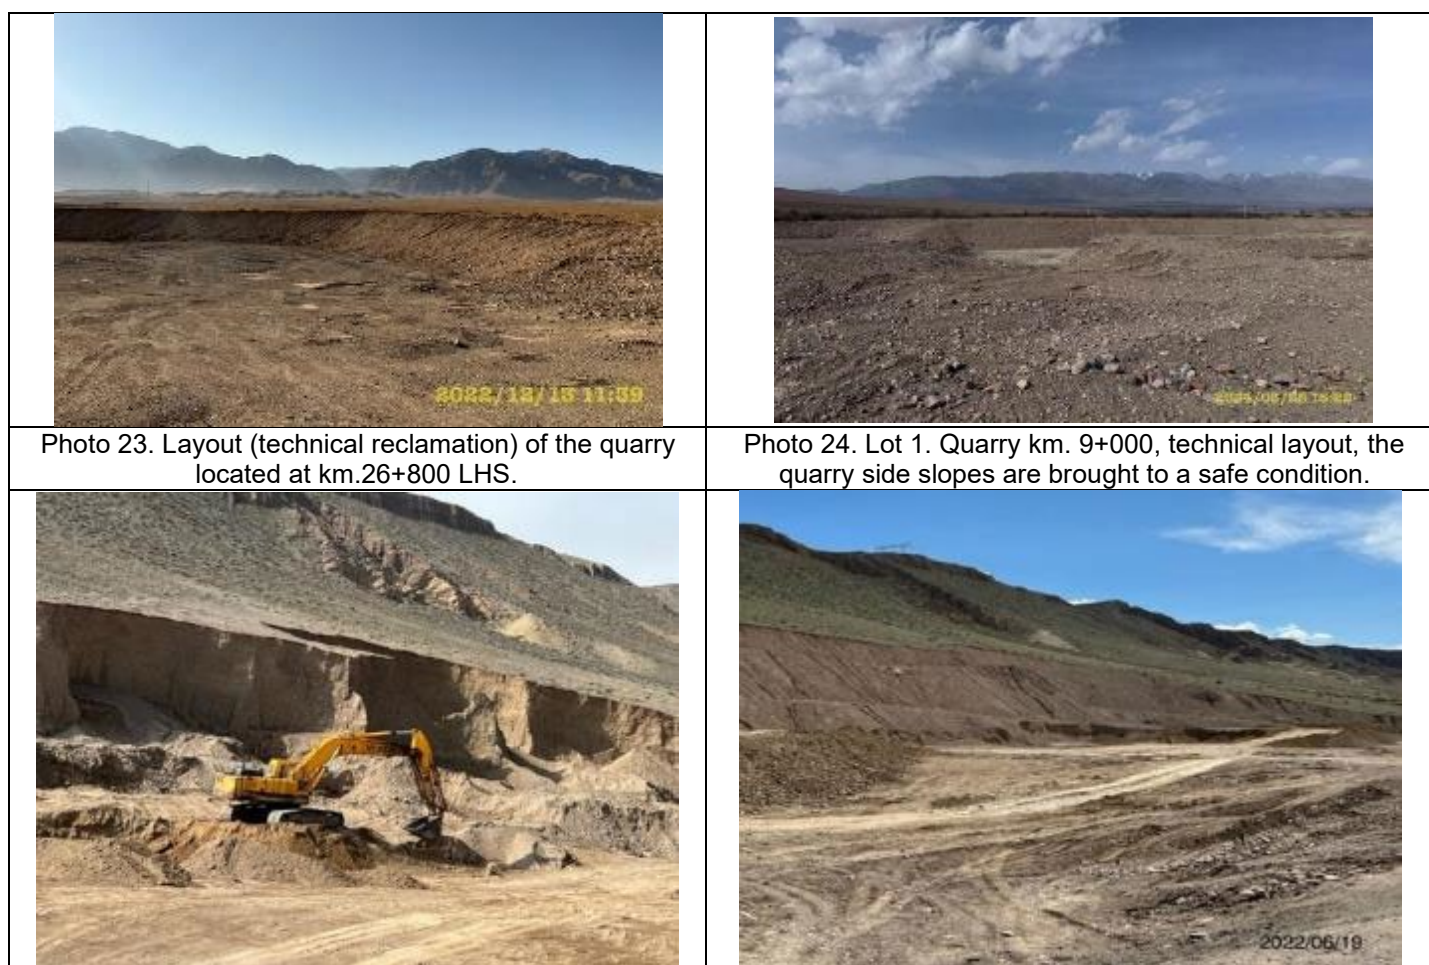 2022/12/13 11:39
Photo 23. Layout (technical reclamation) of the quarry
located at km.26+800 LHS.
Photo 24. Lot 1. Quarry km. 9+000, technical layout, the
quarry side slopes are brought to a safe condition.
2022/06/19